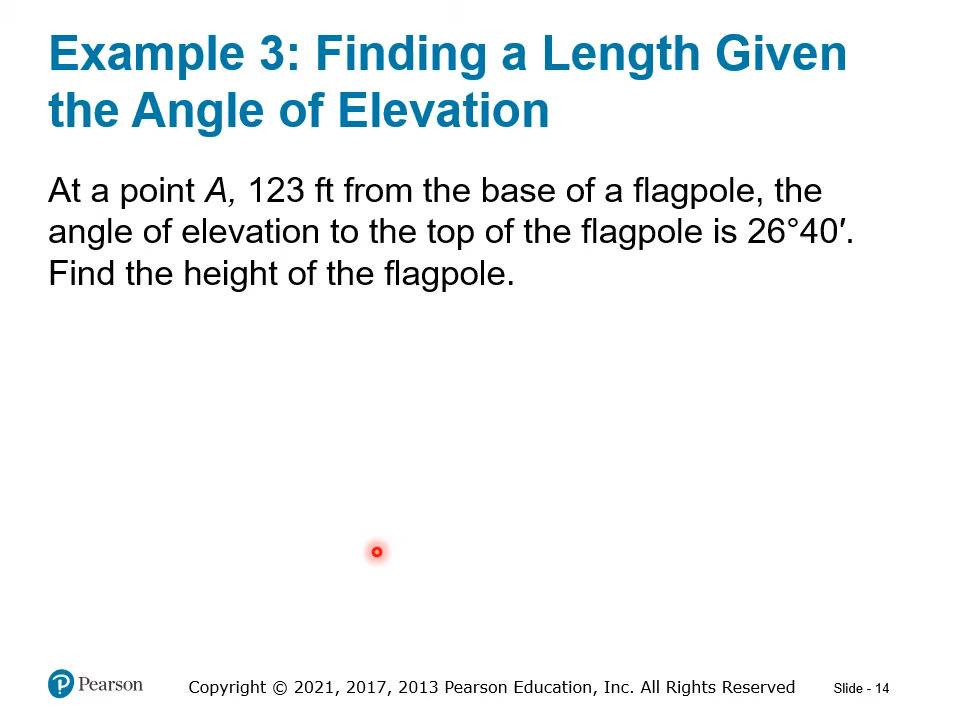 Example 3: Finding a Length Given
the Angle of Elevation
At a point A, 123 ft from the base of a flagpole, the
angle of elevation to the top of the flagpole is 26°40′.
Find the height of the flagpole.
Pearson
Copyright © 2021, 2017, 2013 Pearson Education, Inc. All Rights Reserved
Slide - 14